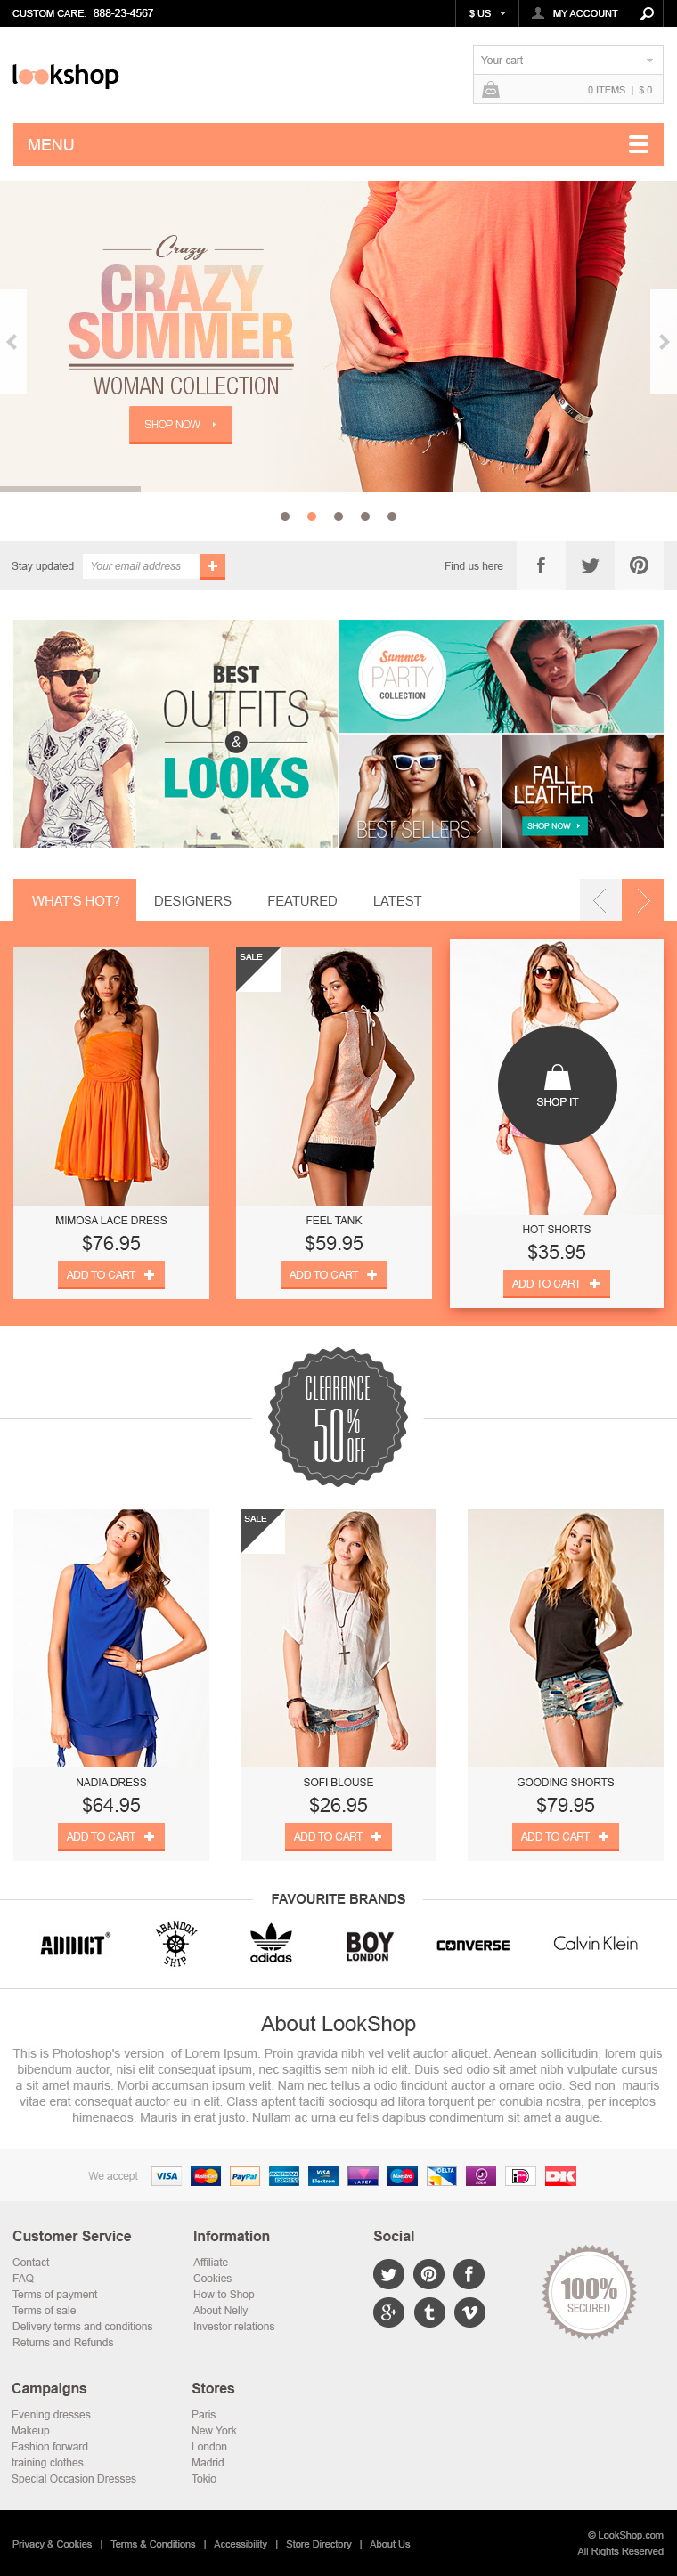 CUSTOM CARE: 888-23-4567
$ US
MY ACCOUNT
lookshop
Your cart
0 ITEMS | $ 0
MENU
Crazy
CRAZY
SUMMER
WOMAN COLLECTION
SHOP NOW
Stay updated
Your email address
Find us here
BEST
OUTFITS
&
LOOKS
Summer
PARTY
COLLECTION
BEST SELLERS
FALL
LEATHER
SHOP NOW
WHAT'S HOT?
DESIGNERS
FEATURED
LATEST
SALE
SHOP IT
MIMOSA LACE DRESS
$76.95
ADD TO CART
FEEL TANK
$59.95
ADD TO CART
HOT SHORTS
$35.95
ADD TO CART
CLEARANCE
50% OFF
SALE
NADIA DRESS
$64.95
ADD TO CART
SOFI BLOUSE
$26.95
ADD TO CART
GOODING SHORTS
$79.95
ADD TO CART
FAVOURITE BRANDS
ADDICT®
ABANDON SHIP
adidas
BOY LONDON
CONVERSE
Calvin Klein
About LookShop
This is Photoshop's version of Lorem Ipsum. Proin gravida nibh vel velit auctor aliquet. Aenean sollicitudin, lorem quis
bibendum auctor, nisi elit consequat ipsum, nec sagittis sem nibh id elit. Duis sed odio sit amet nibh vulputate cursus
a sit amet mauris. Morbi accumsan ipsum velit. Nam nec tellus a odio tincidunt auctor a ornare odio. Sed non mauris
vitae erat consequat auctor eu in elit. Class aptent taciti sociosqu ad litora torquent per conubia nostra, per inceptos
himenaeos. Mauris in erat justo. Nullam ac urna eu felis dapibus condimentum sit amet a augue.
We accept
VISA
MasterCard
PayPal
AMERICAN EXPRESS
VISA Electron
LASER
Maestro
DELTA
SOLO
DK
Customer Service
Contact
FAQ
Terms of payment
Terms of sale
Delivery terms and conditions
Returns and Refunds
Information
Affiliate
Cookies
How to Shop
About Nelly
Investor relations
Social
100%
SECURED
Campaigns
Evening dresses
Makeup
Fashion forward
training clothes
Special Occasion Dresses
Stores
Paris
New York
London
Madrid
Tokio
Privacy & Cookies | Terms & Conditions | Accessibility | Store Directory | About Us
© LookShop.com
All Rights Reserved